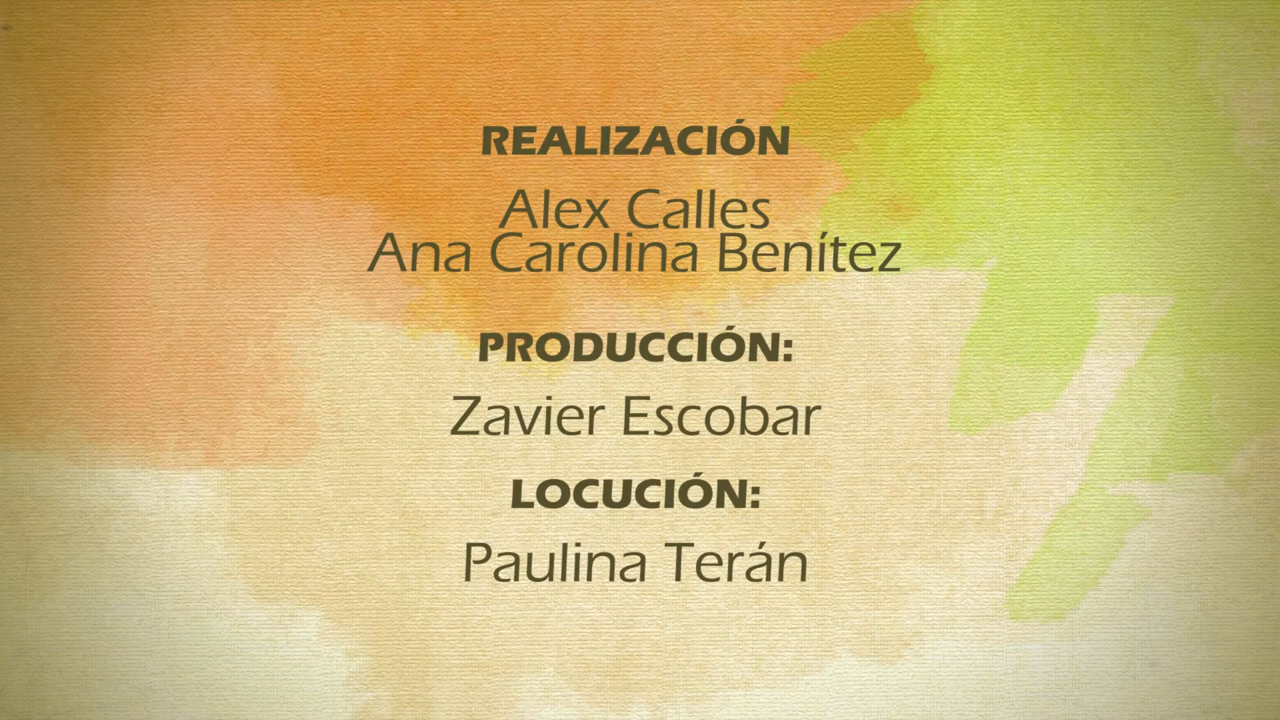 REALIZACIÓN
Alex Calles
Ana Carolina Benítez
PRODUCCIÓN:
Zavier Escobar
LOCUCIÓN:
Paulina Terán